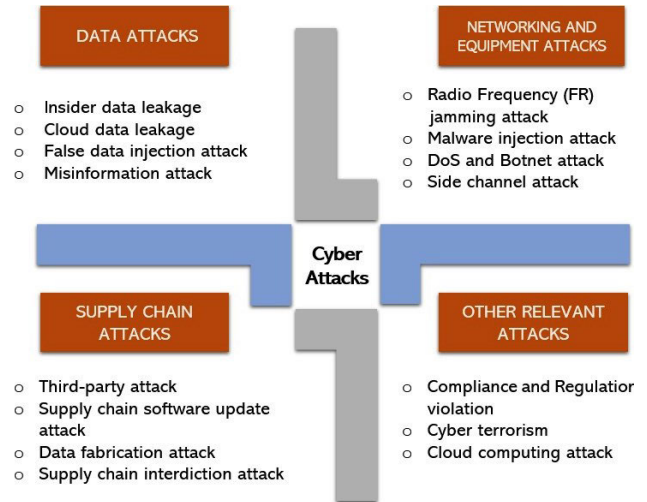 DATA ATTACKS
o Insider data leakage
o Cloud data leakage
o False data injection attack
o Misinformation attack
NETWORKING AND
EQUIPMENT ATTACKS
o Radio Frequency (FR)
jamming attack
o Malware injection attack
o DoS and Botnet attack
o Side channel attack
Cyber
Attacks
SUPPLY CHAIN
ATTACKS
o Third-party attack
o Supply chain software update
attack
o Data fabrication attack
o Supply chain interdiction attack
OTHER RELEVANT
ATTACKS
o Compliance and Regulation
violation
o Cyber terrorism
o Cloud computing attack